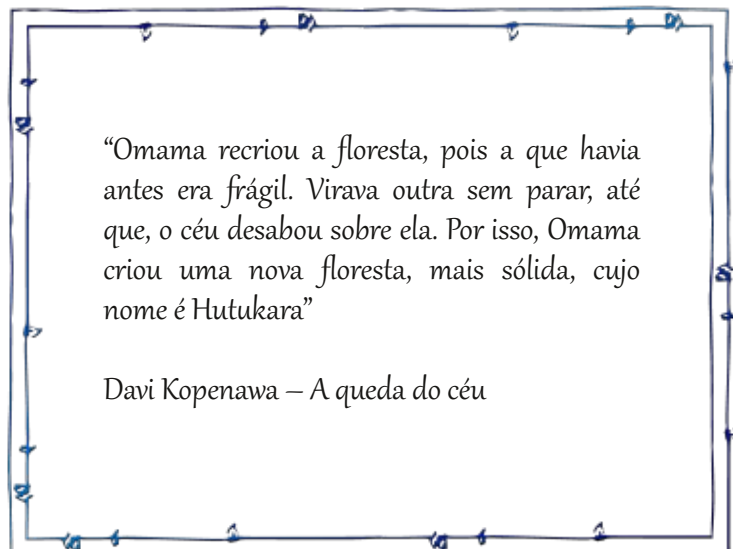 “Omama recriou a floresta, pois a que havia
antes era frágil. Virava outra sem parar, até
que, o céu desabou sobre ela. Por isso, Omama
criou uma nova floresta, mais sólida, cujo
nome é Hutukara”
Davi Kopenawa – A queda do céu